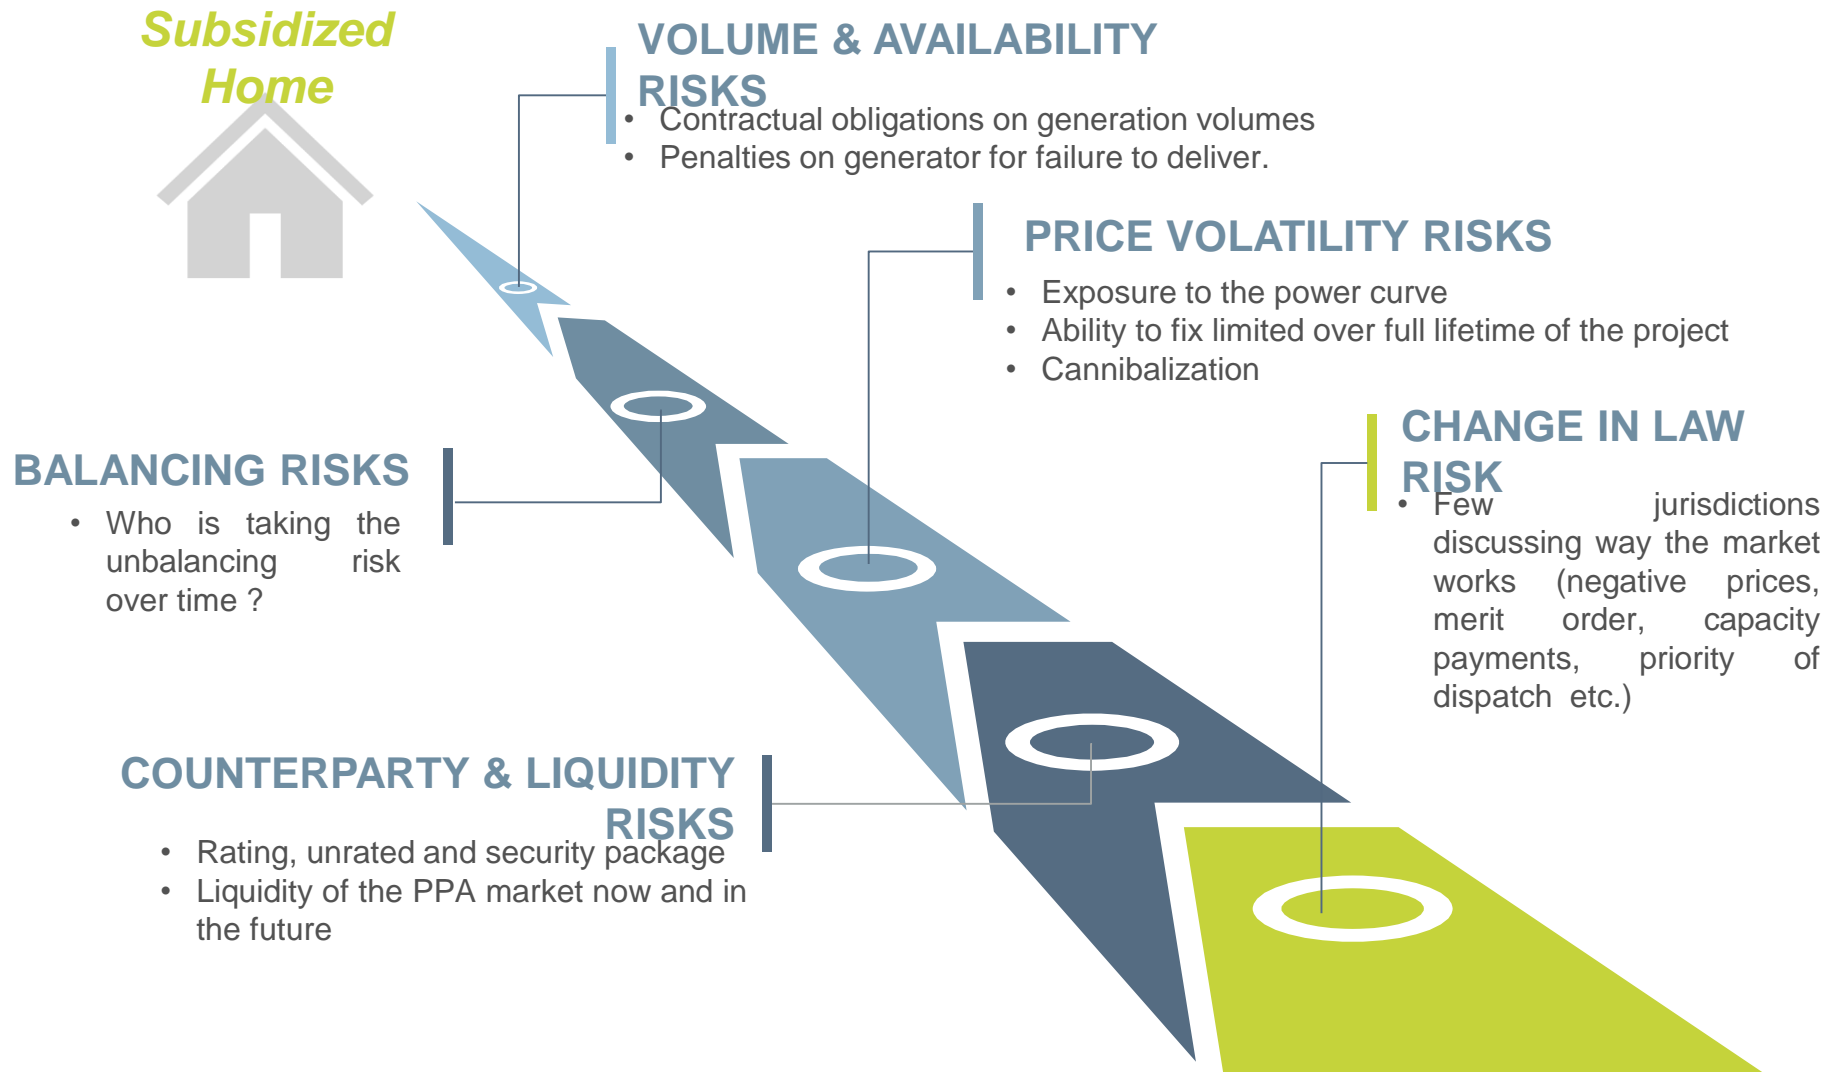 Subsidized
Home
VOLUME & AVAILABILITY
RISKS
• Contractual obligations on generation volumes
• Penalties on generator for failure to deliver.
PRICE VOLATILITY RISKS
• Exposure to the power curve
• Ability to fix limited over full lifetime of the project
• Cannibalization
CHANGE IN LAW
RISK
• Few jurisdictions
discussing way the market
works (negative prices,
merit order, capacity
payments, priority of
dispatch etc.)
BALANCING RISKS
• Who is taking the
unbalancing risk
over time ?
COUNTERPARTY & LIQUIDITY
RISKS
• Rating, unrated and security package
• Liquidity of the PPA market now and in
the future